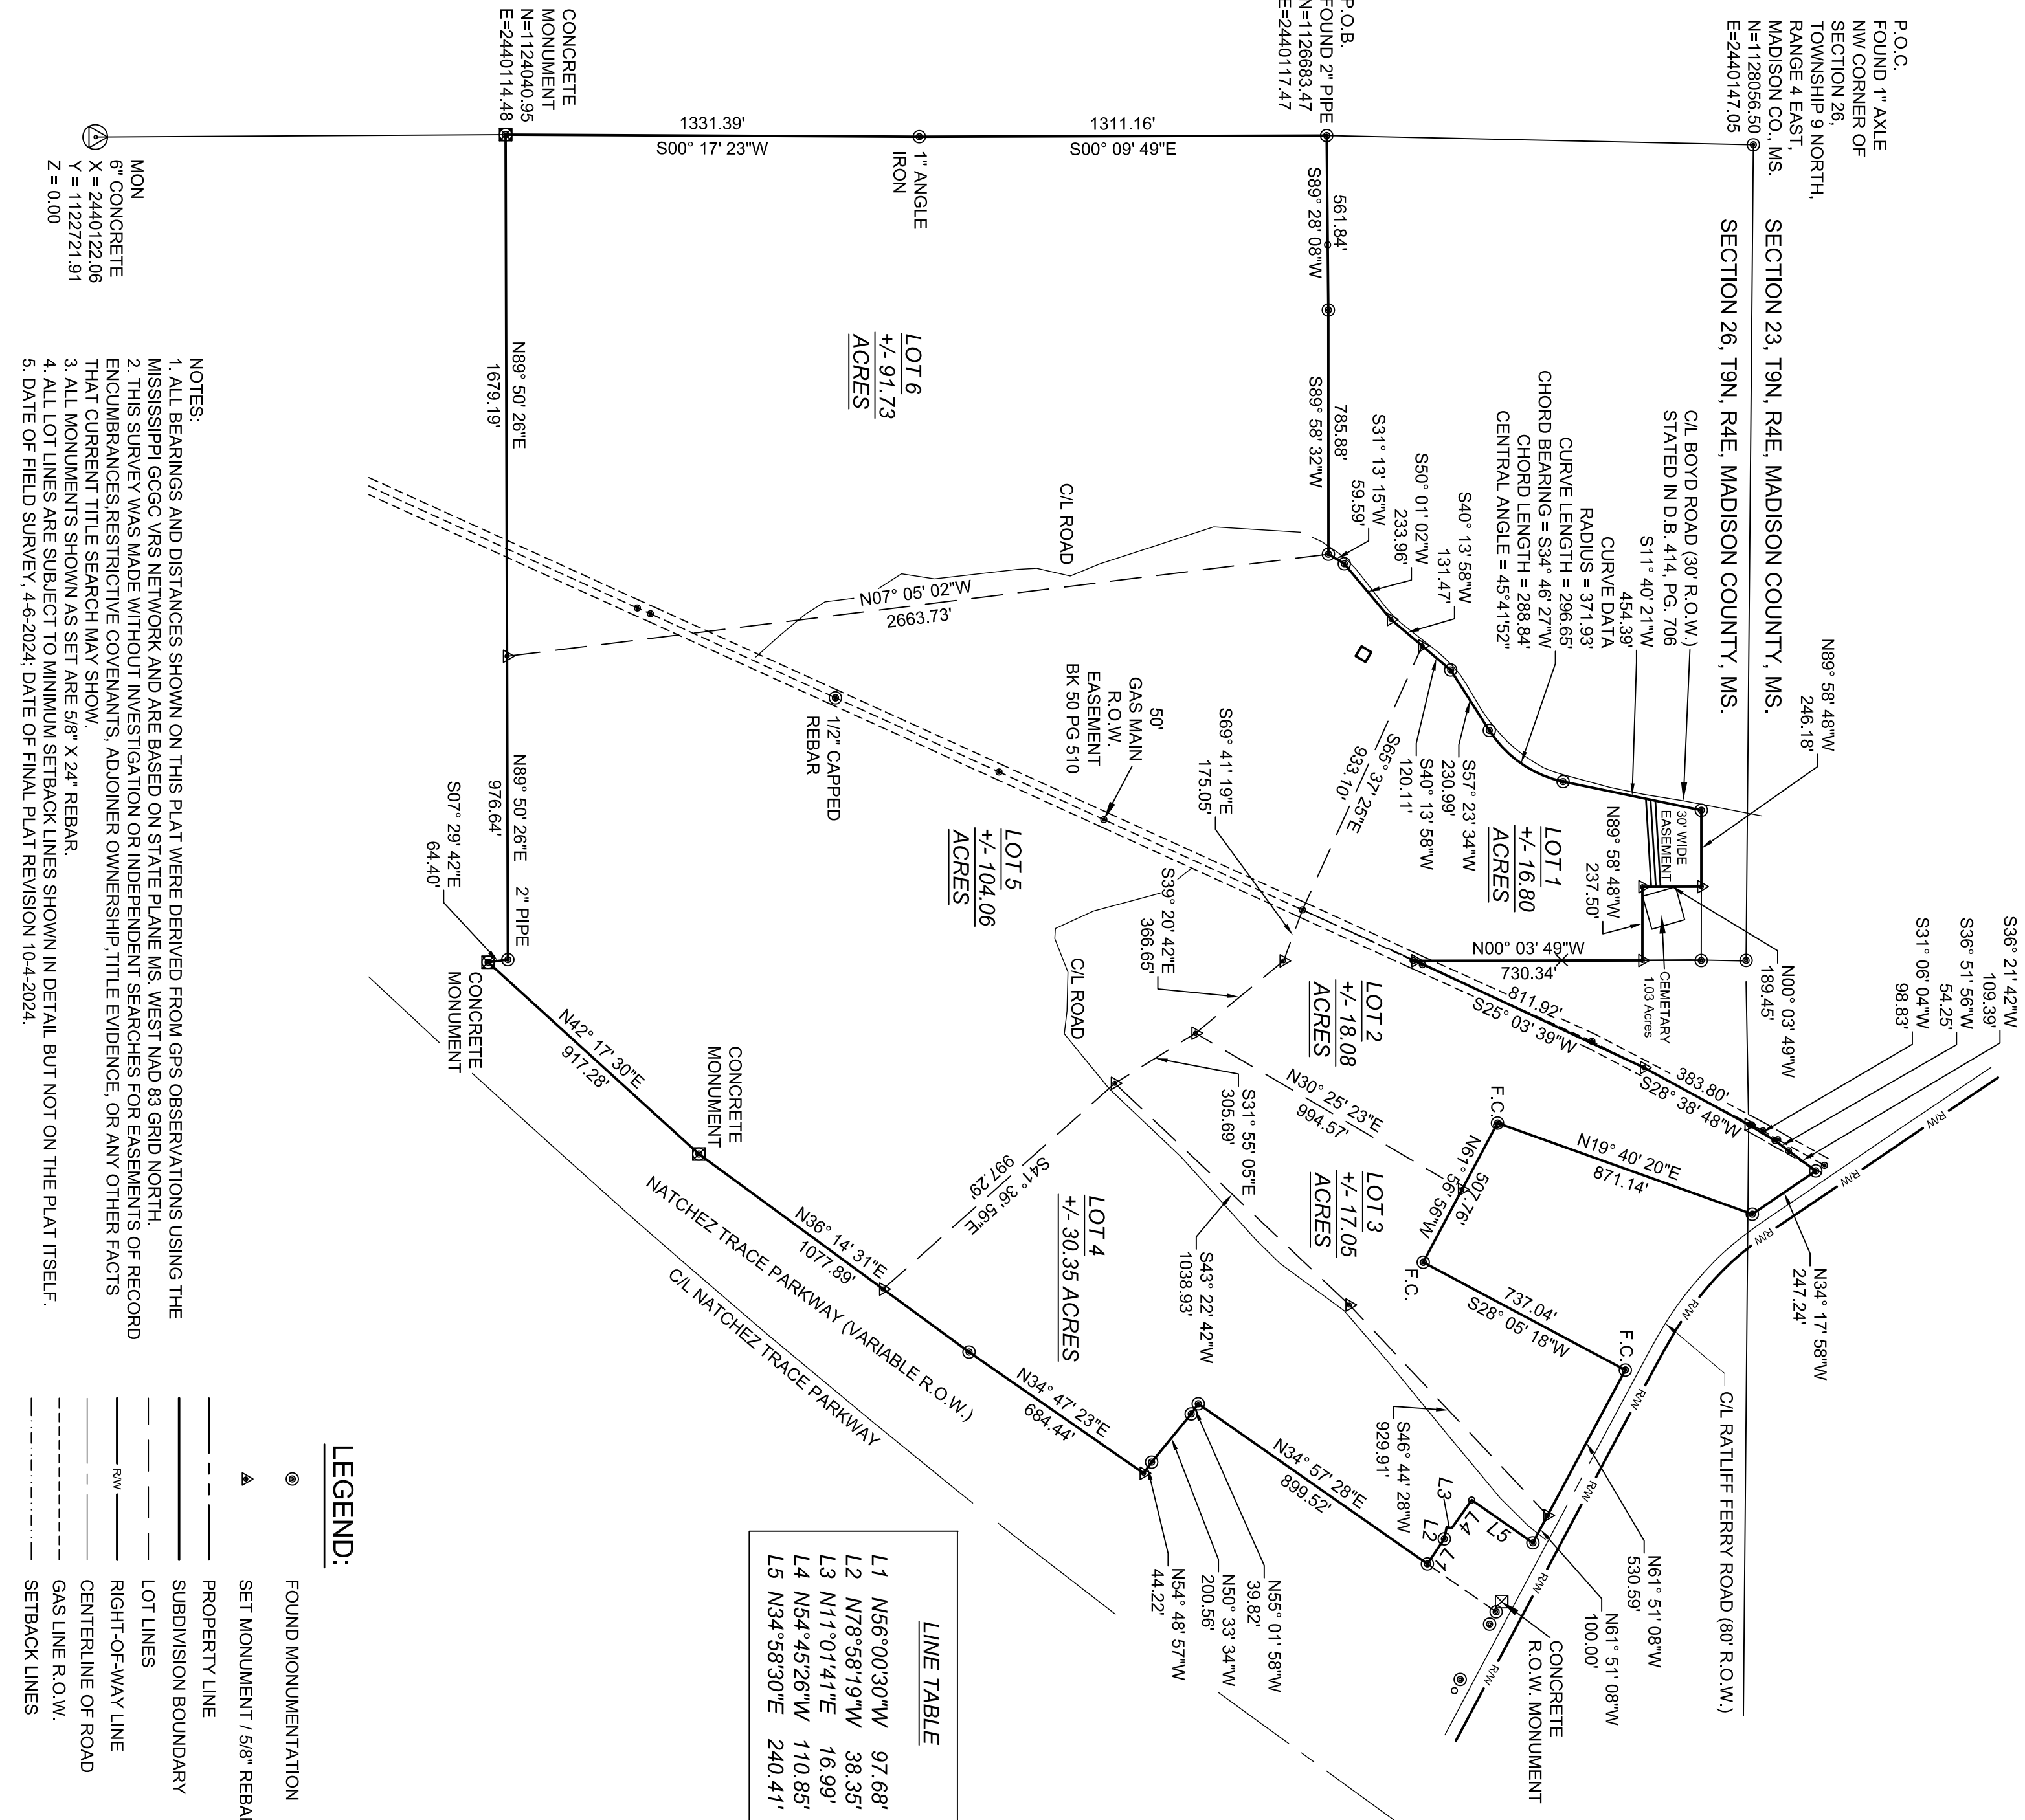 P.O.C.
FOUND 1" AXLE
NW CORNER OF
SECTION 26,
TOWNSHIP 9 NORTH,
RANGE 4 EAST,
MADISON CO., MS.
N=1128056.50
E=2440147.05
SECTION 23, T9N, R4E, MADISON COUNTY, MS.
SECTION 26, T9N, R4E, MADISON COUNTY, MS.
N89° 58' 48"W
246.18'
C/L BOYD ROAD (30' R.O.W.)
STATED IN D.B. 414, PG. 706
S11° 40' 21"W
454.39'
CURVE DATA
RADIUS = 371.93'
CURVE LENGTH = 296.65'
CHORD BEARING = S34° 46' 27"W
CHORD LENGTH = 288.84'
CENTRAL ANGLE = 45°41'52"
S36° 21' 42"W
109.39'
S36° 51' 56"W
54.25'
S31° 06' 04"W
98.83'
N00° 03' 49"W
189.45'
30' WIDE
EASEMENT
CEMETARY
1.03 Acres
N89° 58' 48"W
237.50'
N00° 03' 49"W
730.34'
N34° 17' 58"W
247.24'
C/L RATLIFF FERRY ROAD (80' R.O.W.)
R/W
R/W
R/W
R/W
R/W
R/W
R/W
R/W
383.80'
S28° 38' 48"W
811.92'
S25° 03' 39"W
LOT 1
+/- 16.80
ACRES
S40° 13' 58"W
131.47'
S50° 01' 02"W
233.96'
S31° 13' 15"W
59.59'
S57° 23' 34"W
230.99'
S40° 13' 58"W
120.11'
S65° 37' 25"E
933.10'
P.O.B.
FOUND 2" PIPE
N=1126683.47
E=2440117.47
561.84'
S89° 28' 08"W
785.88'
S89° 58' 32"W
F.C.
N19° 40' 20"E
871.14'
507.76'
N61° 56' 56"W
F.C.
737.04'
S28° 05' 18"W
F.C.
N61° 51' 08"W
530.59'
N61° 51' 08"W
100.00'
CONCRETE
R.O.W. MONUMENT
LOT 2
+/- 18.08
ACRES
LOT 3
+/- 17.05
ACRES
N30° 25' 23"E
994.57'
S69° 41' 19"E
175.05'
S39° 20' 42"E
366.65'
S31° 55' 05"E
305.69'
S43° 22' 42"W
1038.93'
S46° 44' 28"W
929.91'
L1
L2
L3
L4
L5
50'
GAS MAIN
R.O.W.
EASEMENT
BK 50 PG 510
C/L ROAD
C/L ROAD
1311.16'
S00° 09' 49"E
1" ANGLE
IRON
1331.39'
S00° 17' 23"W
LOT 6
+/- 91.73
ACRES
N07° 05' 02"W
2663.73'
1/2" CAPPED
REBAR
LOT 5
+/- 104.06
ACRES
LOT 4
+/- 30.35 ACRES
S41° 36' 56"E
997.29'
N34° 57' 28"E
899.52'
N55° 01' 58"W
39.82'
N50° 33' 34"W
200.56'
N54° 48' 57"W
44.22'
N34° 47' 23"E
684.44'
N36° 14' 31"E
1077.89'
CONCRETE
MONUMENT
N42° 17' 30"E
917.28'
NATCHEZ TRACE PARKWAY (VARIABLE R.O.W.)
C/L NATCHEZ TRACE PARKWAY
CONCRETE
MONUMENT
N=1124040.95
E=2440114.48
N89° 50' 26"E
1679.19'
N89° 50' 26"E
976.64'
2" PIPE
S07° 29' 42"E
64.40'
CONCRETE
MONUMENT
LINE TABLE
L1 N56°00'30"W 97.68'
L2 N78°58'19"W 38.35'
L3 N11°01'41"E 16.99'
L4 N54°45'26"W 110.85'
L5 N34°58'30"E 240.41'
MON
6" CONCRETE
X = 2440122.06
Y = 1122721.91
Z = 0.00
NOTES:
1. ALL BEARINGS AND DISTANCES SHOWN ON THIS PLAT WERE DERIVED FROM GPS OBSERVATIONS USING THE
MISSISSIPPI GCGC VRS NETWORK AND ARE BASED ON STATE PLANE MS. WEST NAD 83 GRID NORTH.
2. THIS SURVEY WAS MADE WITHOUT INVESTIGATION OR INDEPENDENT SEARCHES FOR EASEMENTS OF RECORD
ENCUMBRANCES,RESTRICTIVE COVENANTS, ADJOINER OWNERSHIP,TITLE EVIDENCE, OR ANY OTHER FACTS
THAT CURRENT TITLE SEARCH MAY SHOW.
3. ALL MONUMENTS SHOWN AS SET ARE 5/8" X 24" REBAR.
4. ALL LOT LINES ARE SUBJECT TO MINIMUM SETBACK LINES SHOWN IN DETAIL BUT NOT ON THE PLAT ITSELF.
5. DATE OF FIELD SURVEY, 4-6-2024; DATE OF FINAL PLAT REVISION 10-4-2024.
LEGEND:
FOUND MONUMENTATION
SET MONUMENT / 5/8" REBAR
PROPERTY LINE
SUBDIVISION BOUNDARY
LOT LINES
R/W RIGHT-OF-WAY LINE
CENTERLINE OF ROAD
GAS LINE R.O.W.
SETBACK LINES